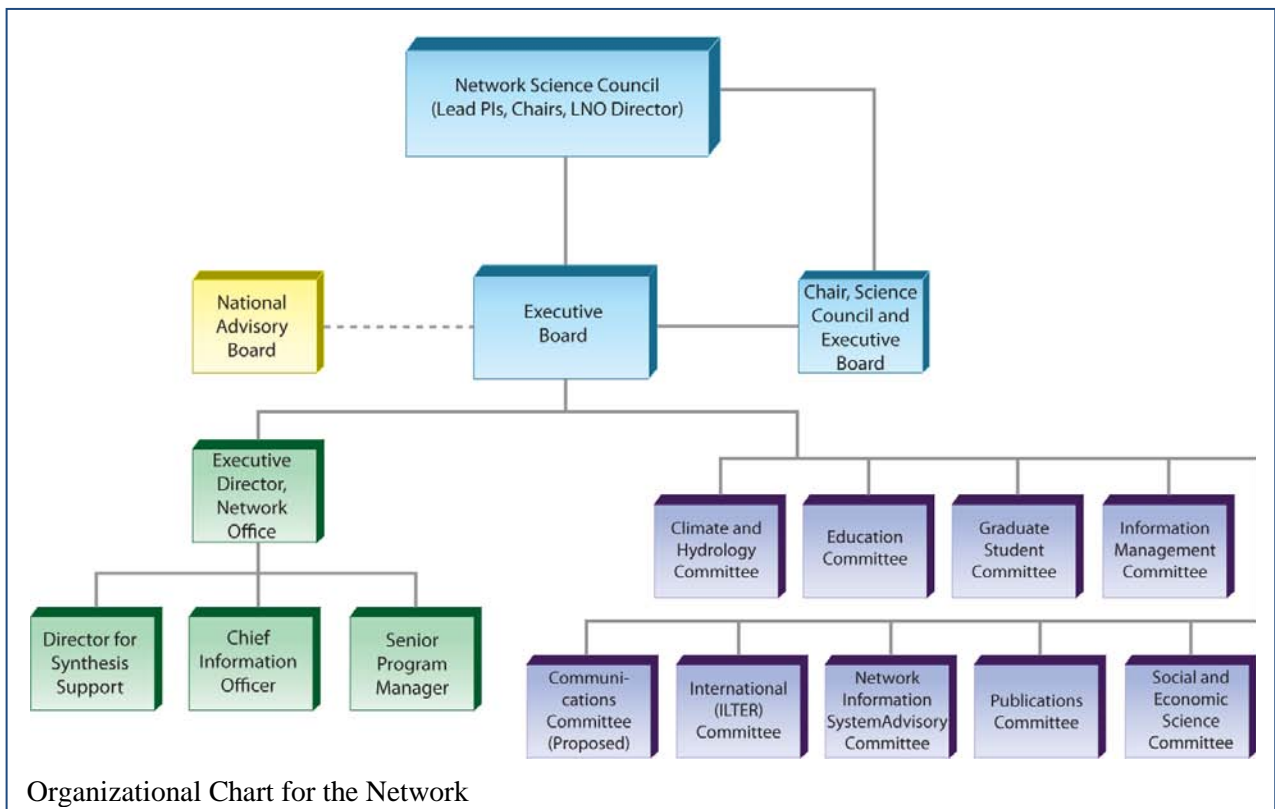 Network Science Council
(Lead PIs, Chairs, LNO Director)
National
Advisory
Board
Executive
Board
Chair, Science
Council and
Executive
Board
Executive
Director,
Network
Office
Climate and
Hydrology
Committee
Education
Committee
Graduate
Student
Committee
Information
Management
Committee
Director for
Synthesis
Support
Chief
Information
Officer
Senior
Program
Manager
Communi-
cations
Committee
(Proposed)
International
(ILTER)
Committee
Network
Information
SystemAdvisory
Committee
Publications
Committee
Social and
Economic
Science
Committee
Organizational Chart for the Network